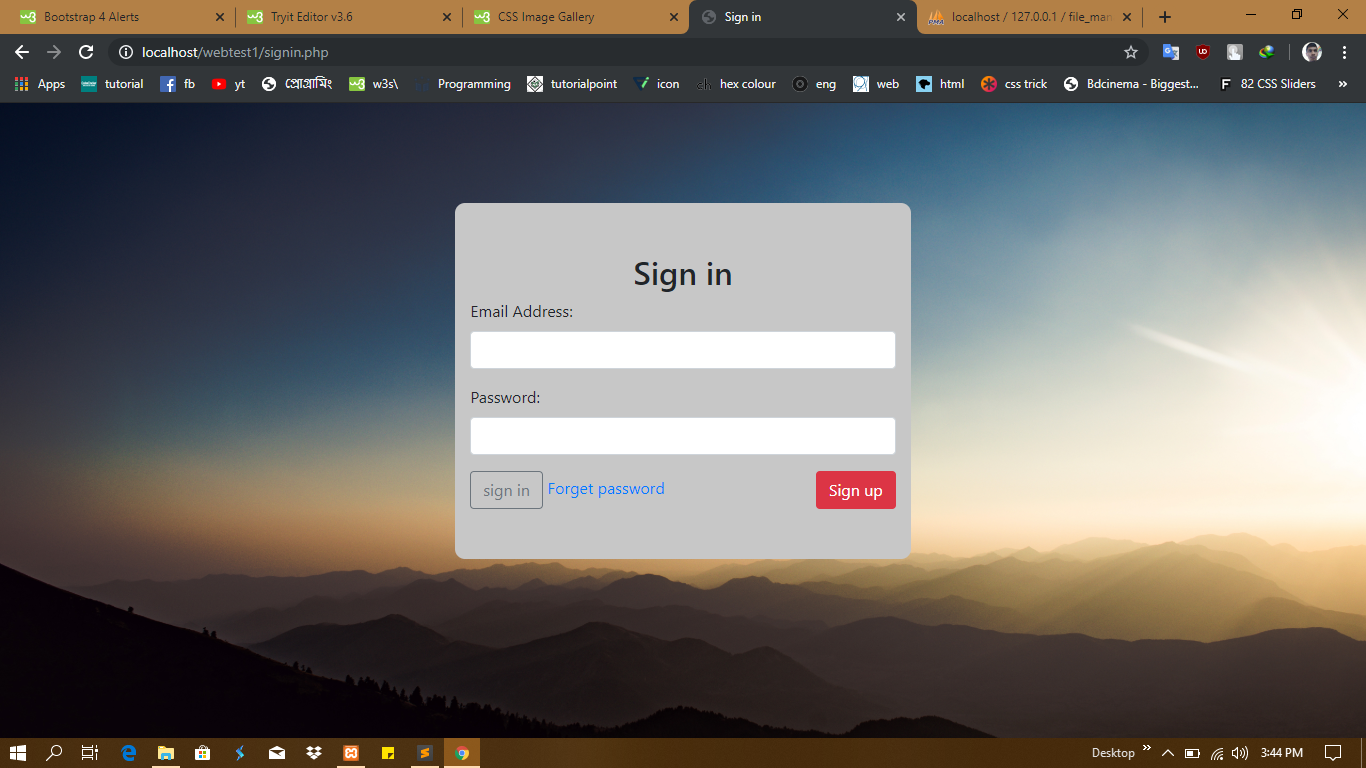 Bootstrap 4 Alerts
Tryit Editor v3.6
CSS Image Gallery
Sign in
localhost / 127.0.0.1 / file_man
localhost/webtest1/signin.php
Apps
tutorial
fb
yt
প্রোগ্রামিং
w3s\
Programming
tutorialpoint
icon
hex colour
eng
web
html
css trick
Bdcinema - Biggest...
82 CSS Sliders
Sign in
Email Address:
Password:
sign in
Forget password
Sign up
Desktop
3:44 PM